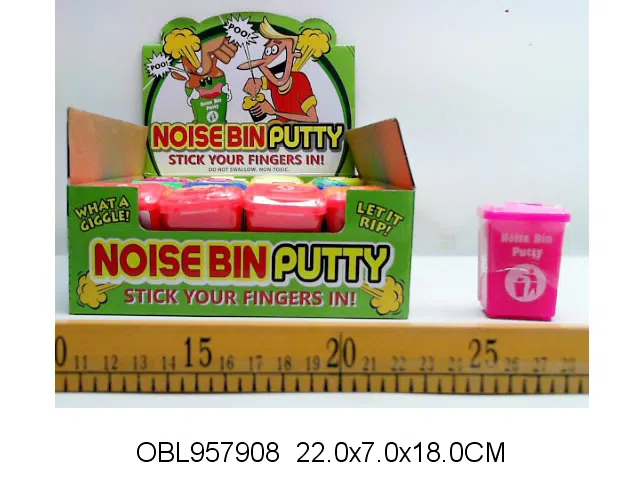 POO!
POO!
Noise Bin
Putty
NOISE BIN PUTTY
STICK YOUR FINGERS IN!
DO NOT SWALLOW. NON-TOXIC.
WHAT A
GIGGLE!
LET IT
RIP!
NOISE BIN PUTTY
STICK YOUR FINGERS IN!
Noise Bin
Putty
0 11 12 13 14 15 16 17 18 19 20 21 22 23 24 25 26 27 28
OBL957908 22.0x7.0x18.0CM